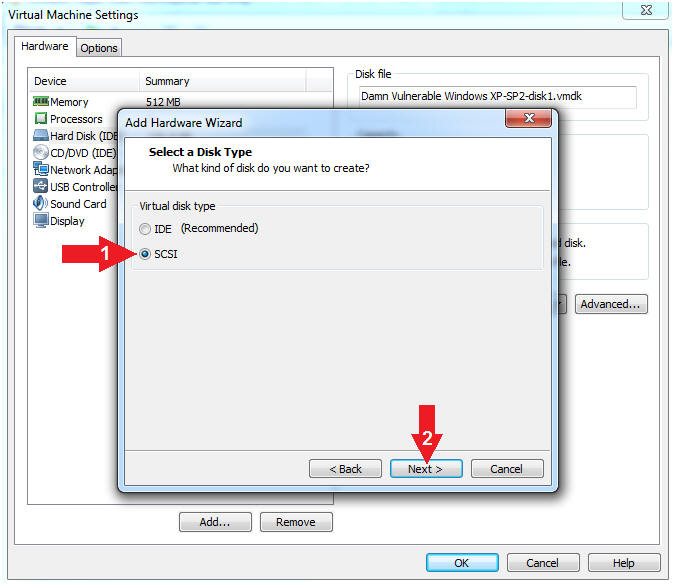 Virtual Machine Settings
Hardware Options
Device Summary
Memory 512 MB
Processors
Hard Disk (IDE
CD/DVD (IDE)
Network Adap
USB Controlle
Sound Card
Display
Disk file
Damn Vulnerable Windows XP-SP2-disk1.vmdk
disk.
Advanced...
Add Hardware Wizard
Select a Disk Type
What kind of disk do you want to create?
Virtual disk type
IDE (Recommended)
1
SCSI
2
< Back Next > Cancel
Add... Remove
OK Cancel Help